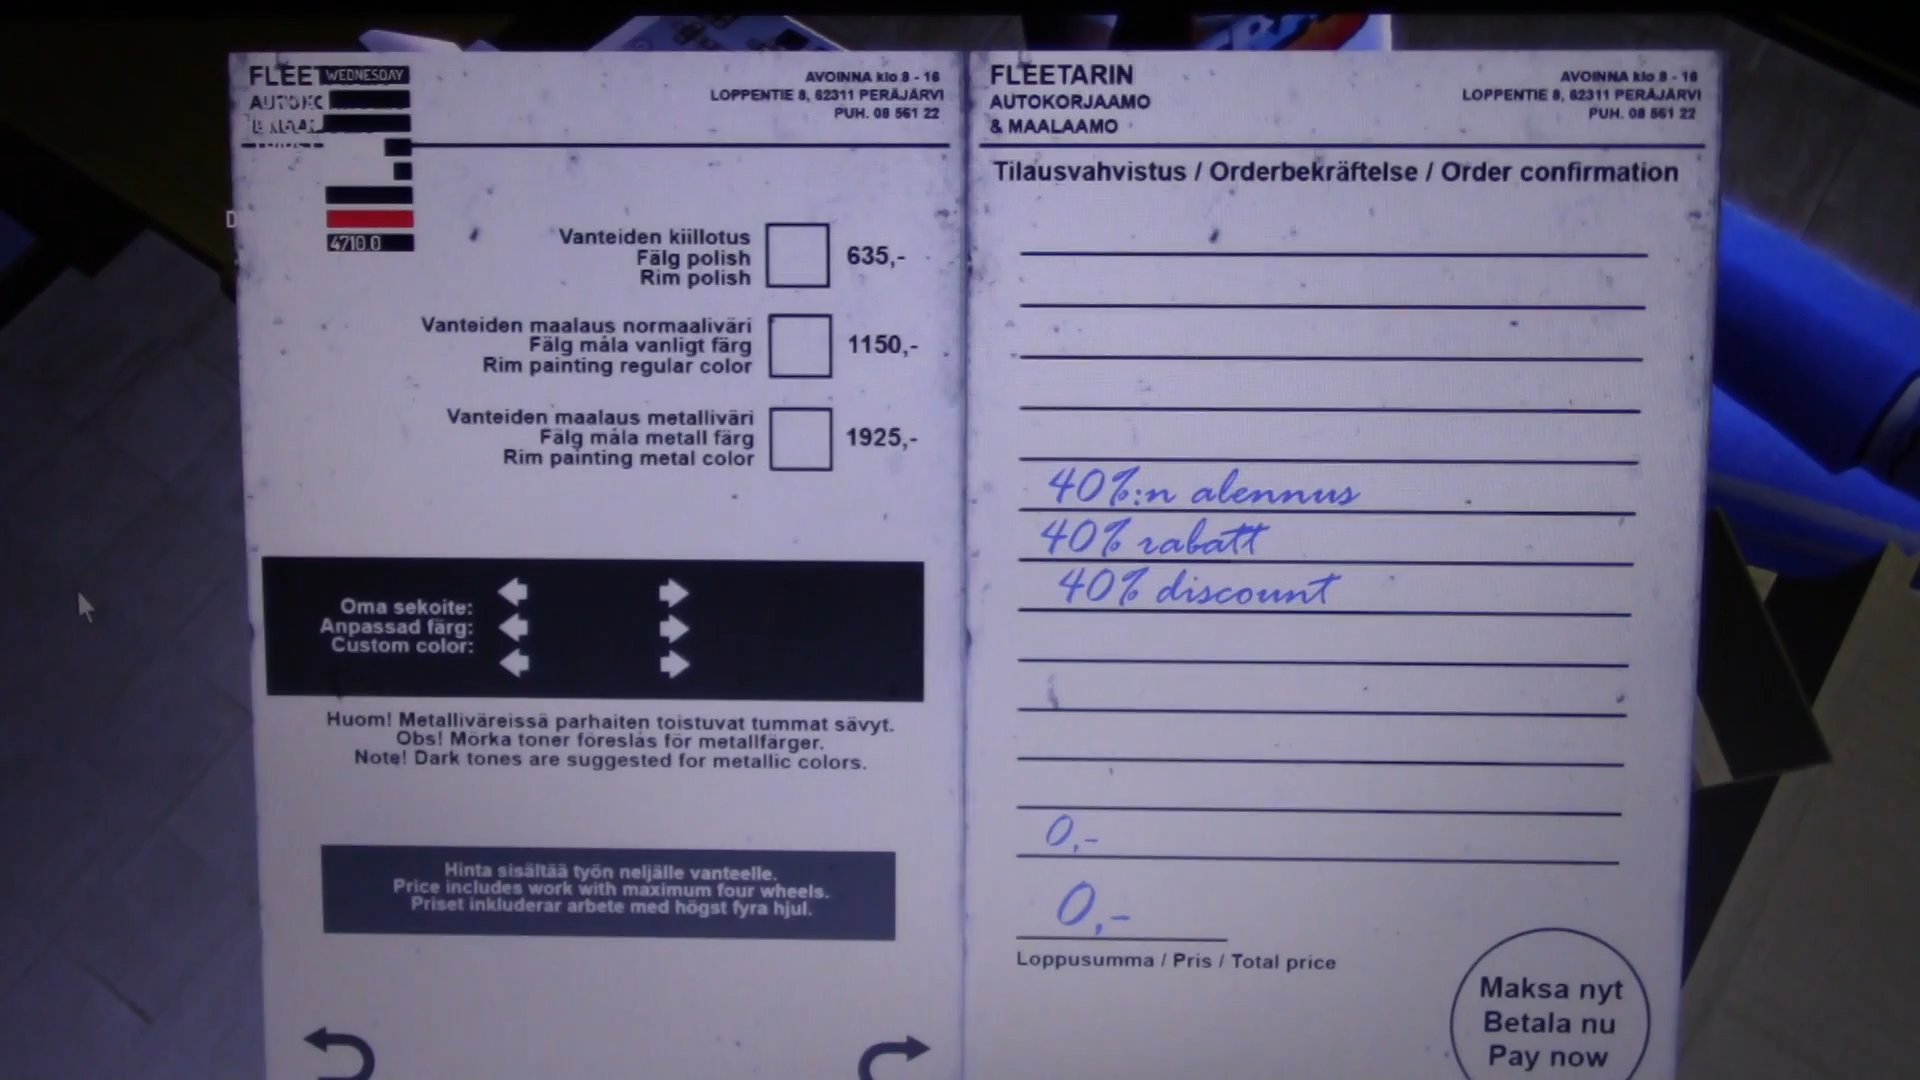 FLEET
WEDNESDAY
4710.0
AVOINNA klo 8 - 16
LOPPENTIE 8, 62311 PERÄJÄRVI
PUH. 08 561 22
Vanteiden kiillotus
Fälg polish
Rim polish
635,-
Vanteiden maalaus normaaliväri
Fälg måla vanligt färg
Rim painting regular color
1150,-
Vanteiden maalaus metalliväri
Fälg måla metall färg
Rim painting metal color
1925,-
Oma sekoite:
Anpassad färg:
Custom color:
Huom! Metalliväreissä parhaiten toistuvat tummat sävyt.
Obs! Mörka toner föreslås för metallfärger.
Note! Dark tones are suggested for metallic colors.
Hinta sisältää työn neljälle vanteelle.
Price includes work with maximum four wheels.
Priset inkluderar arbete med högst fyra hjul.
FLEETARIN
AUTOKORJAAMO
& MAALAAMO
AVOINNA klo 8 - 16
LOPPENTIE 8, 62311 PERÄJÄRVI
PUH. 08 561 22
Tilausvahvistus / Orderbekräftelse / Order confirmation
40%:n alennus
40% rabatt
40% discount
0,-
0,-
Loppusumma / Pris / Total price
Maksa nyt
Betala nu
Pay now